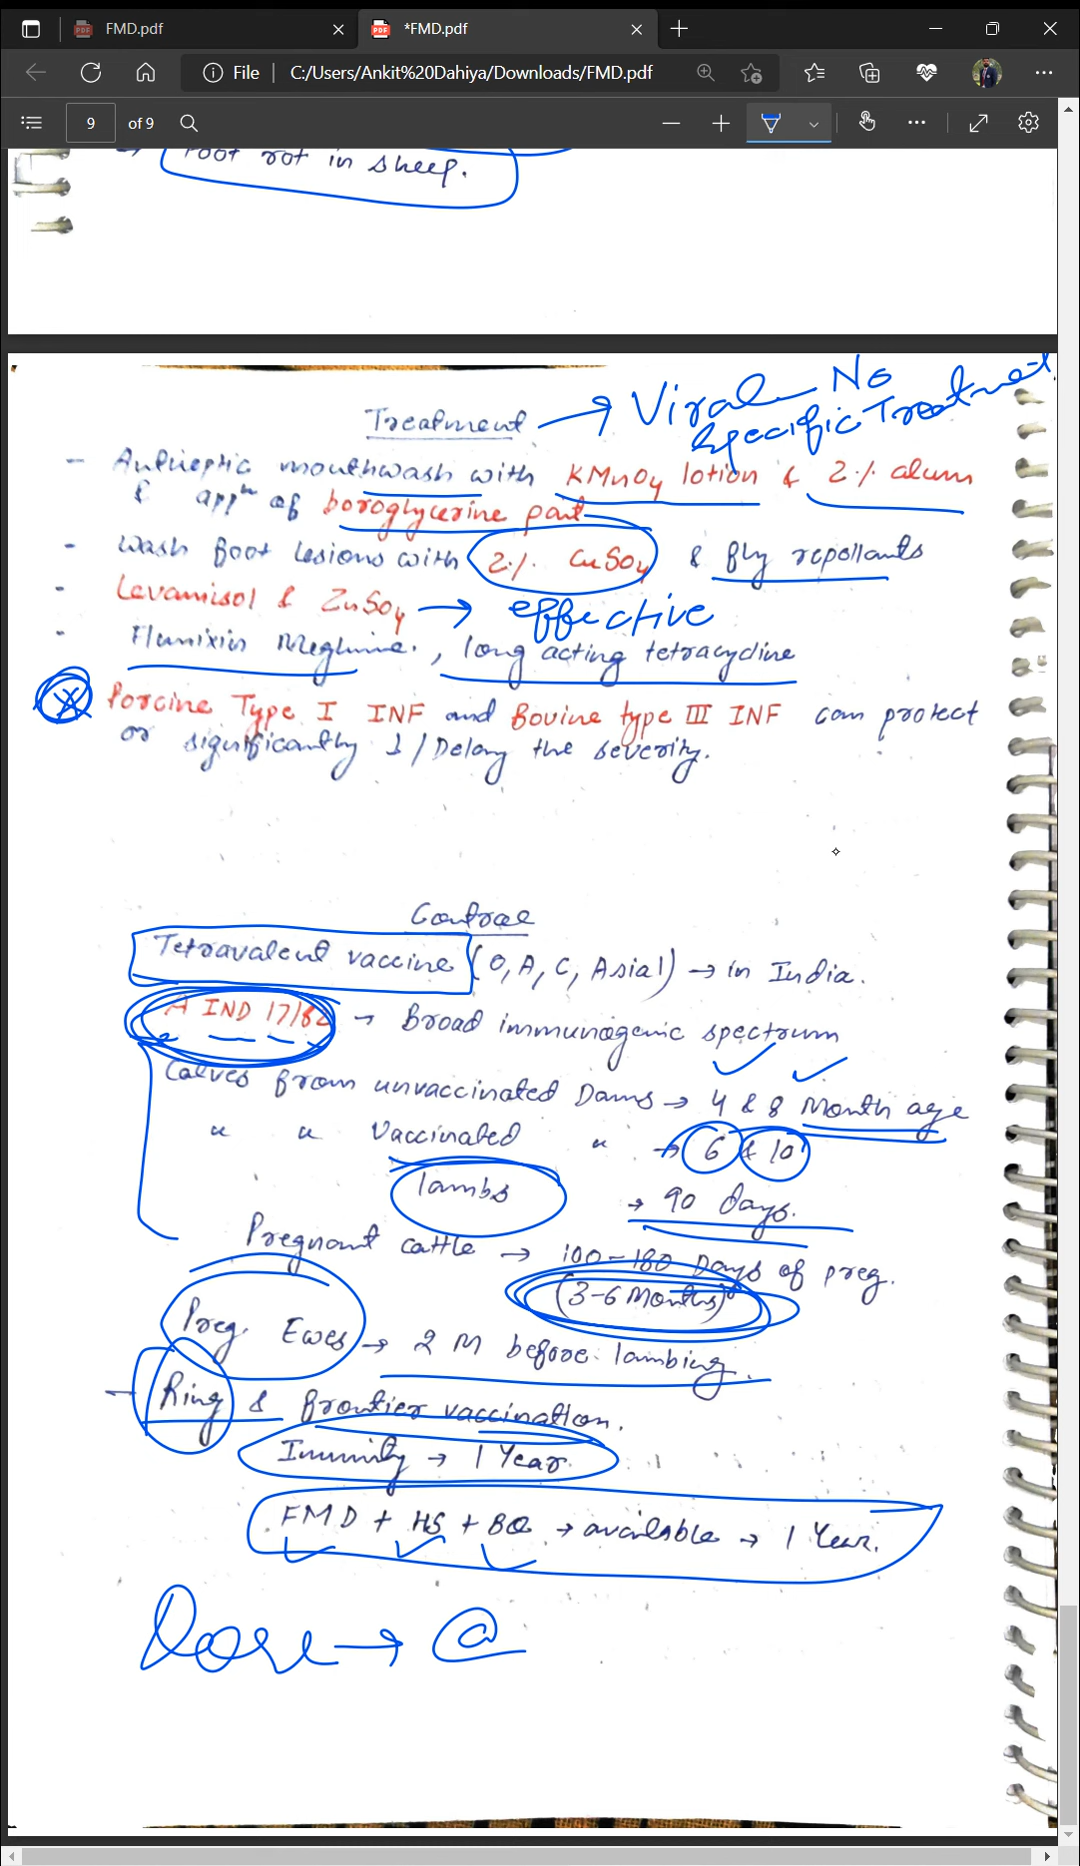 FMD.pdf
*FMD.pdf
File | C:/Users/Ankit%20Dahiya/Downloads/FMD.pdf
9 of 9
Foot rot in sheep.
Treatment → Viral No
Specific Treatment
- Antiseptic mouthwash with KMnO4 lotion & 2% alum
& appn of boroglycerine paint
- Wash foot lesions with 2% CuSO4 & fly repellants
- Levamisol & ZnSO4 → effective
- Flunixin Meglumine, long acting tetracycline
Porcine Type I INF and Bovine type III INF can protect
or significantly ↓/Delay the severity.
Control
Tetravalent vaccine (O, A, C, Asia1) → in India.
A IND 17/82 → Broad immunogenic spectrum
Calves from unvaccinated Dams → 4 & 8 Month age
" " Vaccinated " → 6 & 10
lambs → 90 days.
Pregnant cattle → 100-180 Days of preg.
(3-6 Months)
Preg. Ewes → 2 M before lambing.
- Ring & frontier vaccination.
Immunity → 1 Year.
FMD + HS + BQ → available → 1 Year.
Dose → @